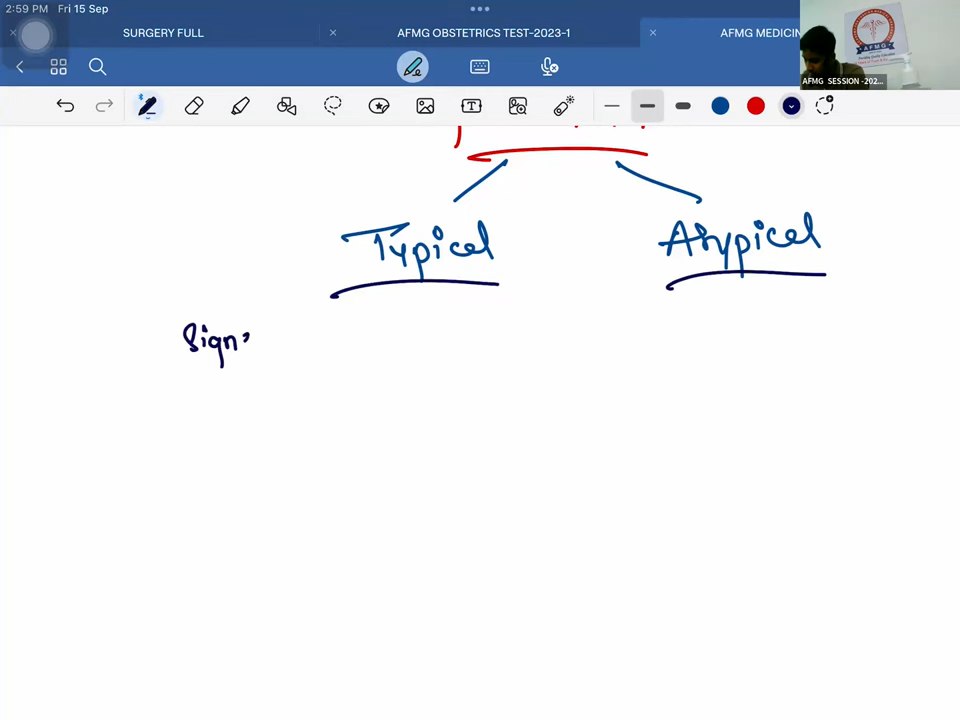 2:59 PM Fri 15 Sep
SURGERY FULL
AFMG OBSTETRICS TEST-2023-1
AFMG MEDICIN
AFMG
AFMG SESSION -202...
Typical
Atypical
Sign